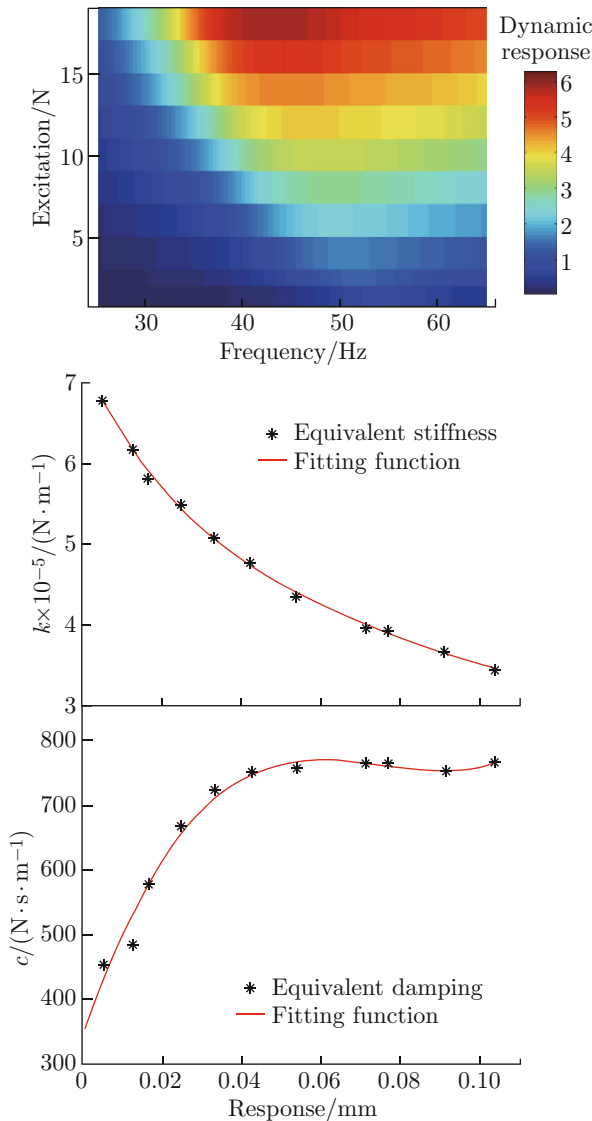 Dynamic
response
6
5
4
3
2
1
15
10
5
Excitation/N
30 40 50 60
Frequency/Hz
7
6
5
4
3
k×10⁻⁵/(N·m⁻¹)
Equivalent stiffness
Fitting function
800
700
600
500
400
300
c/(N·s·m⁻¹)
Equivalent damping
Fitting function
0 0.02 0.04 0.06 0.08 0.10
Response/mm